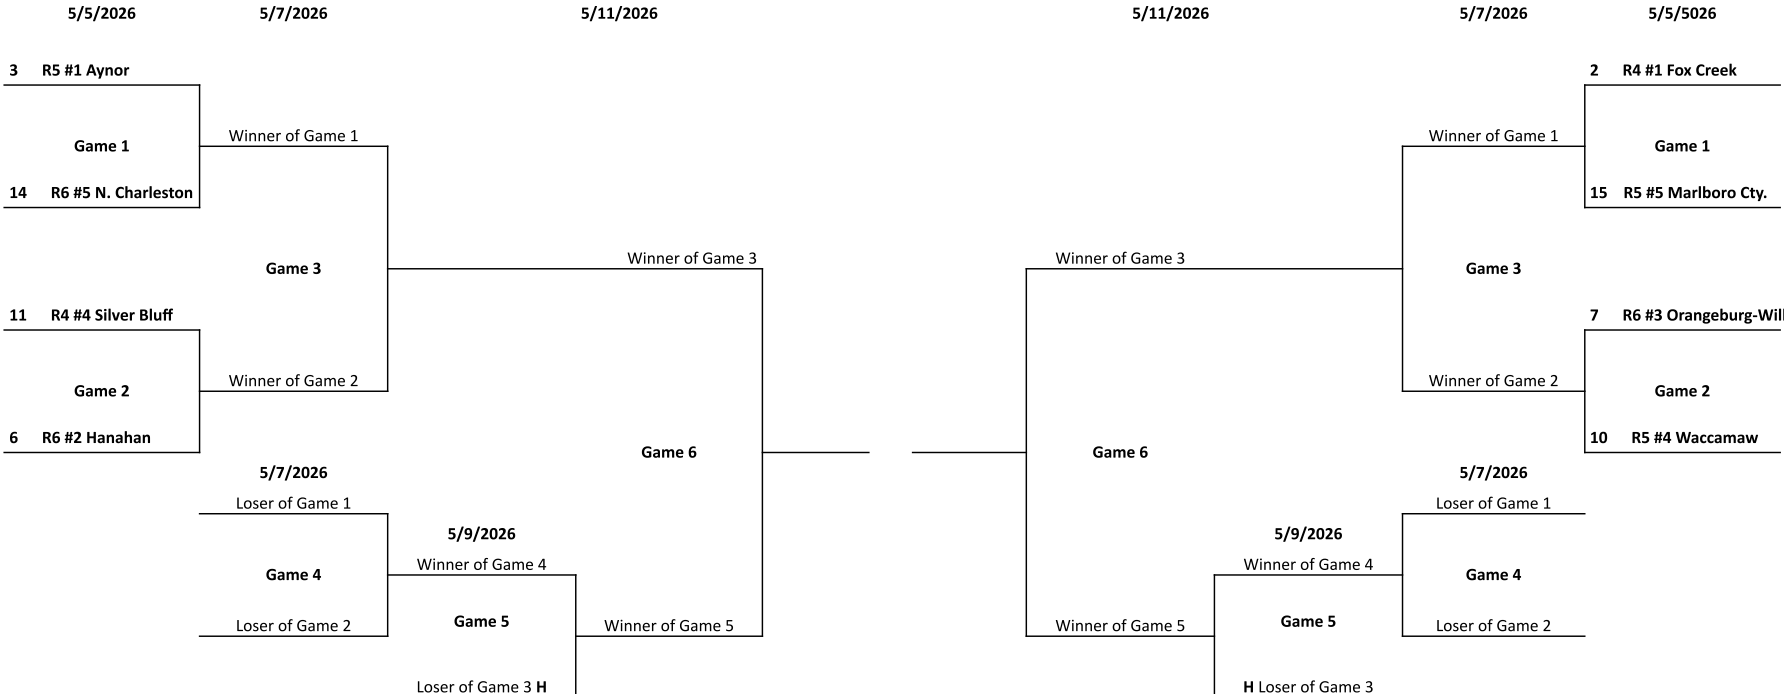 5/5/2026 5/7/2026 5/11/2026 5/11/2026 5/7/2026 5/5/5026
3 R5 #1 Aynor 2 R4 #1 Fox Creek
Winner of Game 1 Winner of Game 1
Game 1 Game 1
14 R6 #5 N. Charleston 15 R5 #5 Marlboro Cty.
Winner of Game 3 Winner of Game 3
Game 3 Game 3
11 R4 #4 Silver Bluff 7 R6 #3 Orangeburg-Wil
Winner of Game 2 Winner of Game 2
Game 2 Game 2
6 R6 #2 Hanahan 10 R5 #4 Waccamaw
Game 6 Game 6
5/7/2026 5/7/2026
Loser of Game 1 Loser of Game 1
5/9/2026 5/9/2026
Winner of Game 4 Winner of Game 4
Game 4 Game 4
Game 5 Game 5
Loser of Game 2 Winner of Game 5 Winner of Game 5 Loser of Game 2
Loser of Game 3 H H Loser of Game 3